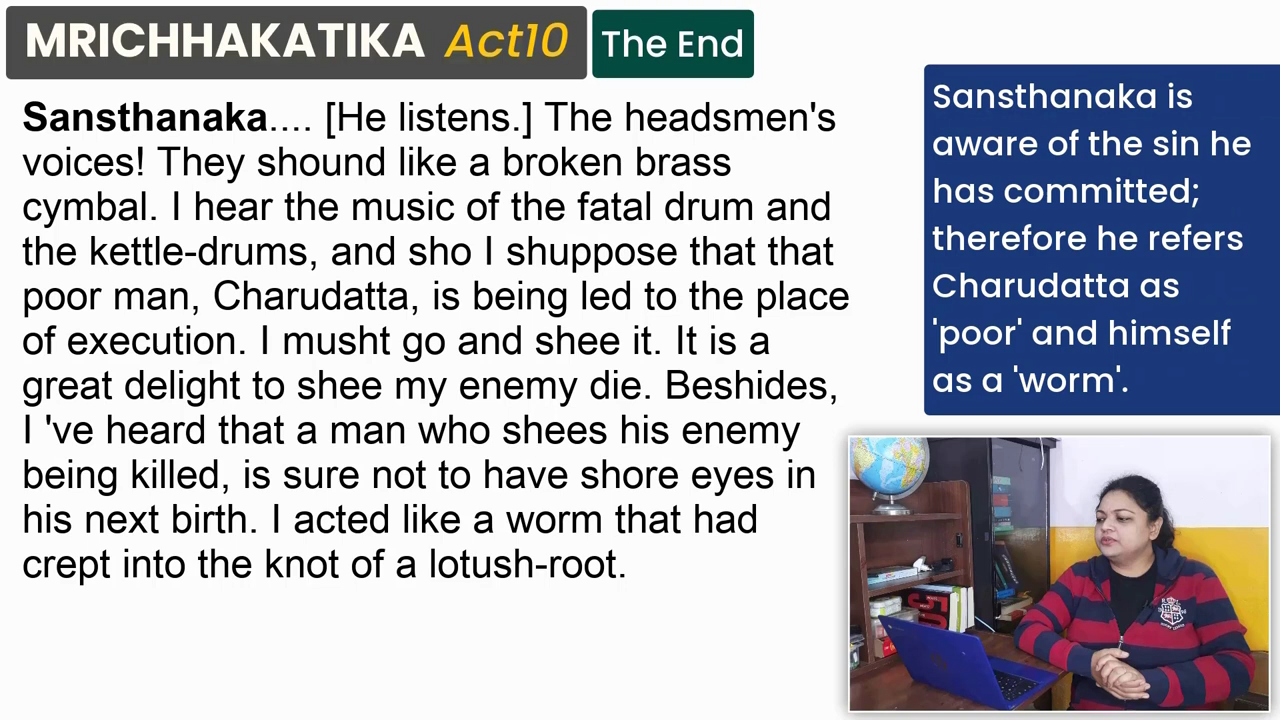 MRICHHAKATIKA Act10 The End
Sansthanaka.... [He listens.] The headsmen's
voices! They shound like a broken brass
cymbal. I hear the music of the fatal drum and
the kettle-drums, and sho I shuppose that that
poor man, Charudatta, is being led to the place
of execution. I musht go and shee it. It is a
great delight to shee my enemy die. Beshides,
I 've heard that a man who shees his enemy
being killed, is sure not to have shore eyes in
his next birth. I acted like a worm that had
crept into the knot of a lotush-root.
Sansthanaka is
aware of the sin he
has committed;
therefore he refers
Charudatta as
'poor' and himself
as a 'worm'.